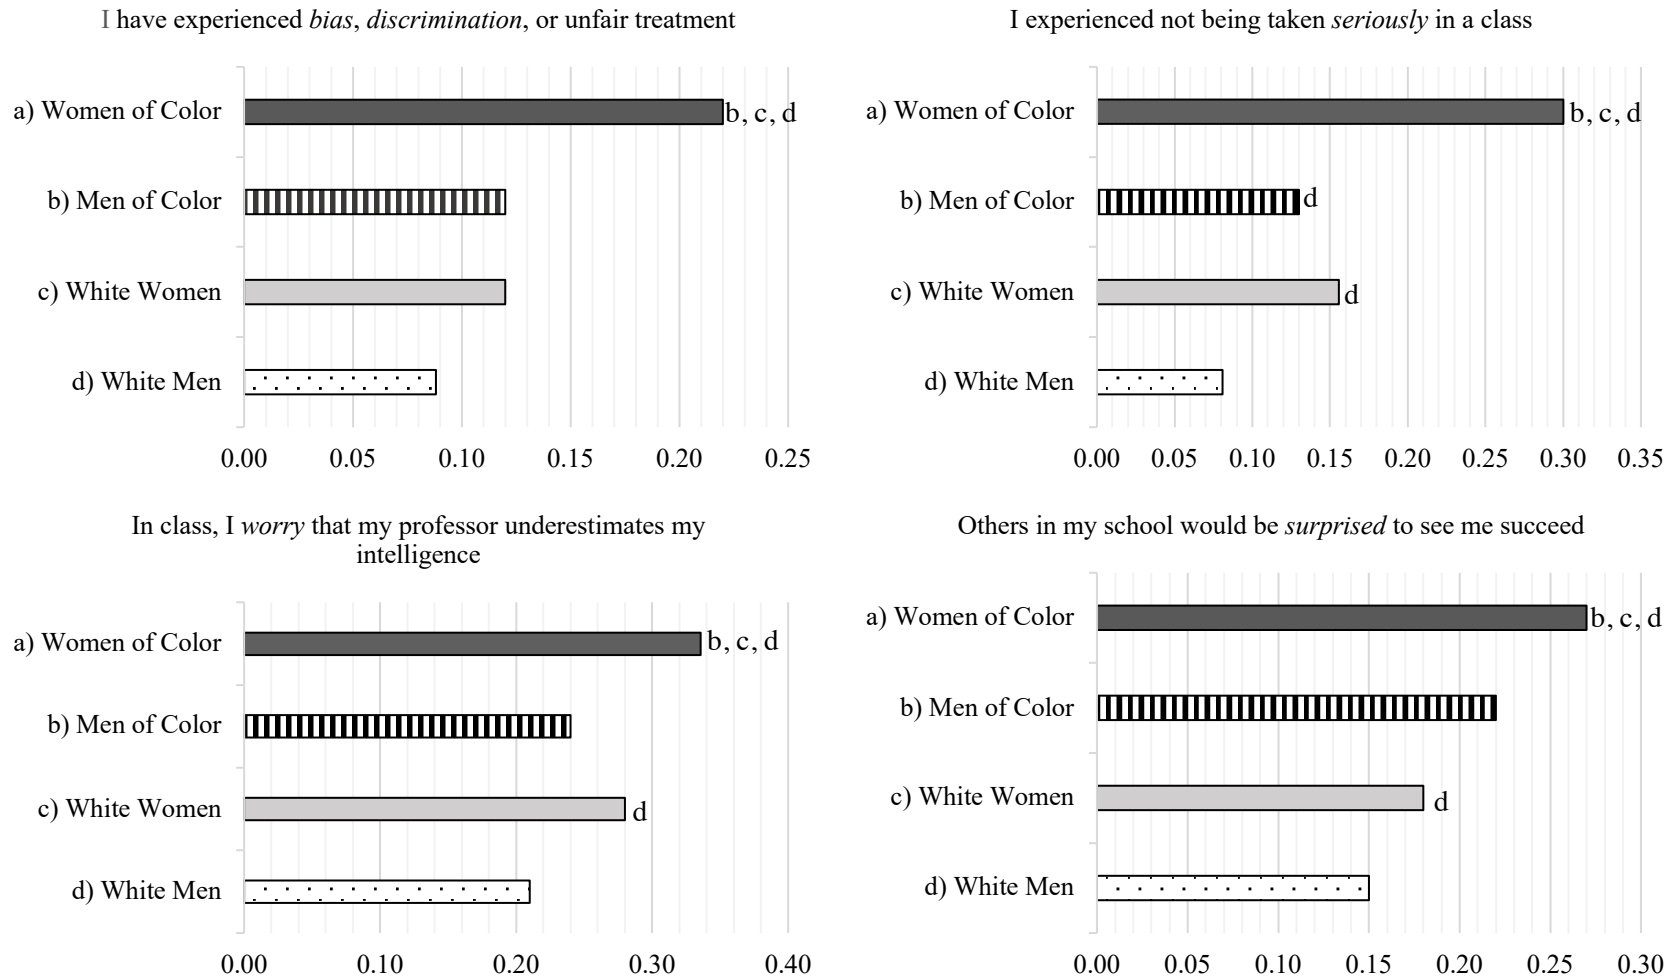 I have experienced bias, discrimination, or unfair treatment
a) Women of Color
b, c, d
b) Men of Color
c) White Women
d) White Men
0.00 0.05 0.10 0.15 0.20 0.25
I experienced not being taken seriously in a class
a) Women of Color
b, c, d
b) Men of Color
d
c) White Women
d
d) White Men
0.00 0.05 0.10 0.15 0.20 0.25 0.30 0.35
In class, I worry that my professor underestimates my
intelligence
a) Women of Color
b, c, d
b) Men of Color
c) White Women
d
d) White Men
0.00 0.10 0.20 0.30 0.40
Others in my school would be surprised to see me succeed
a) Women of Color
b, c, d
b) Men of Color
c) White Women
d
d) White Men
0.00 0.05 0.10 0.15 0.20 0.25 0.30